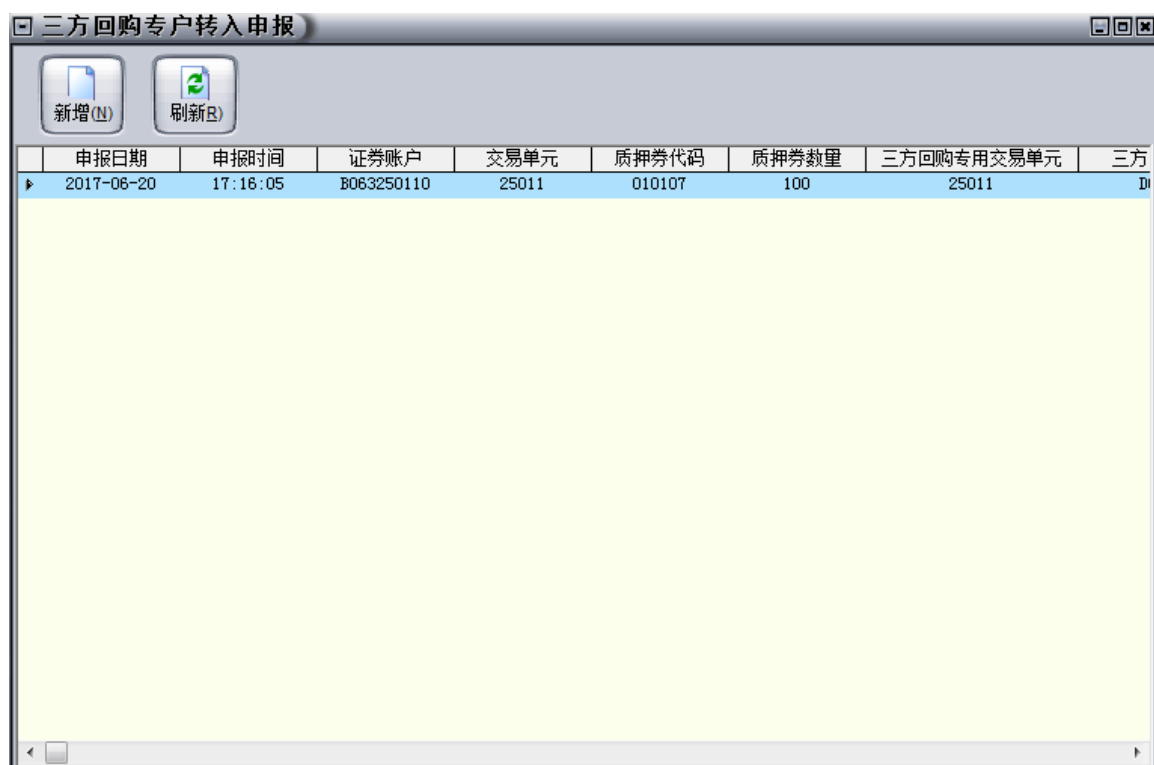 三方回购专户转入申报
新增(N) 刷新R)
申报日期 申报时间 证券账户 交易单元 质押券代码 质押券数量 三方回购专用交易单元 三方
2017-06-20 17:16:05 B063250110 25011 010107 100 25011